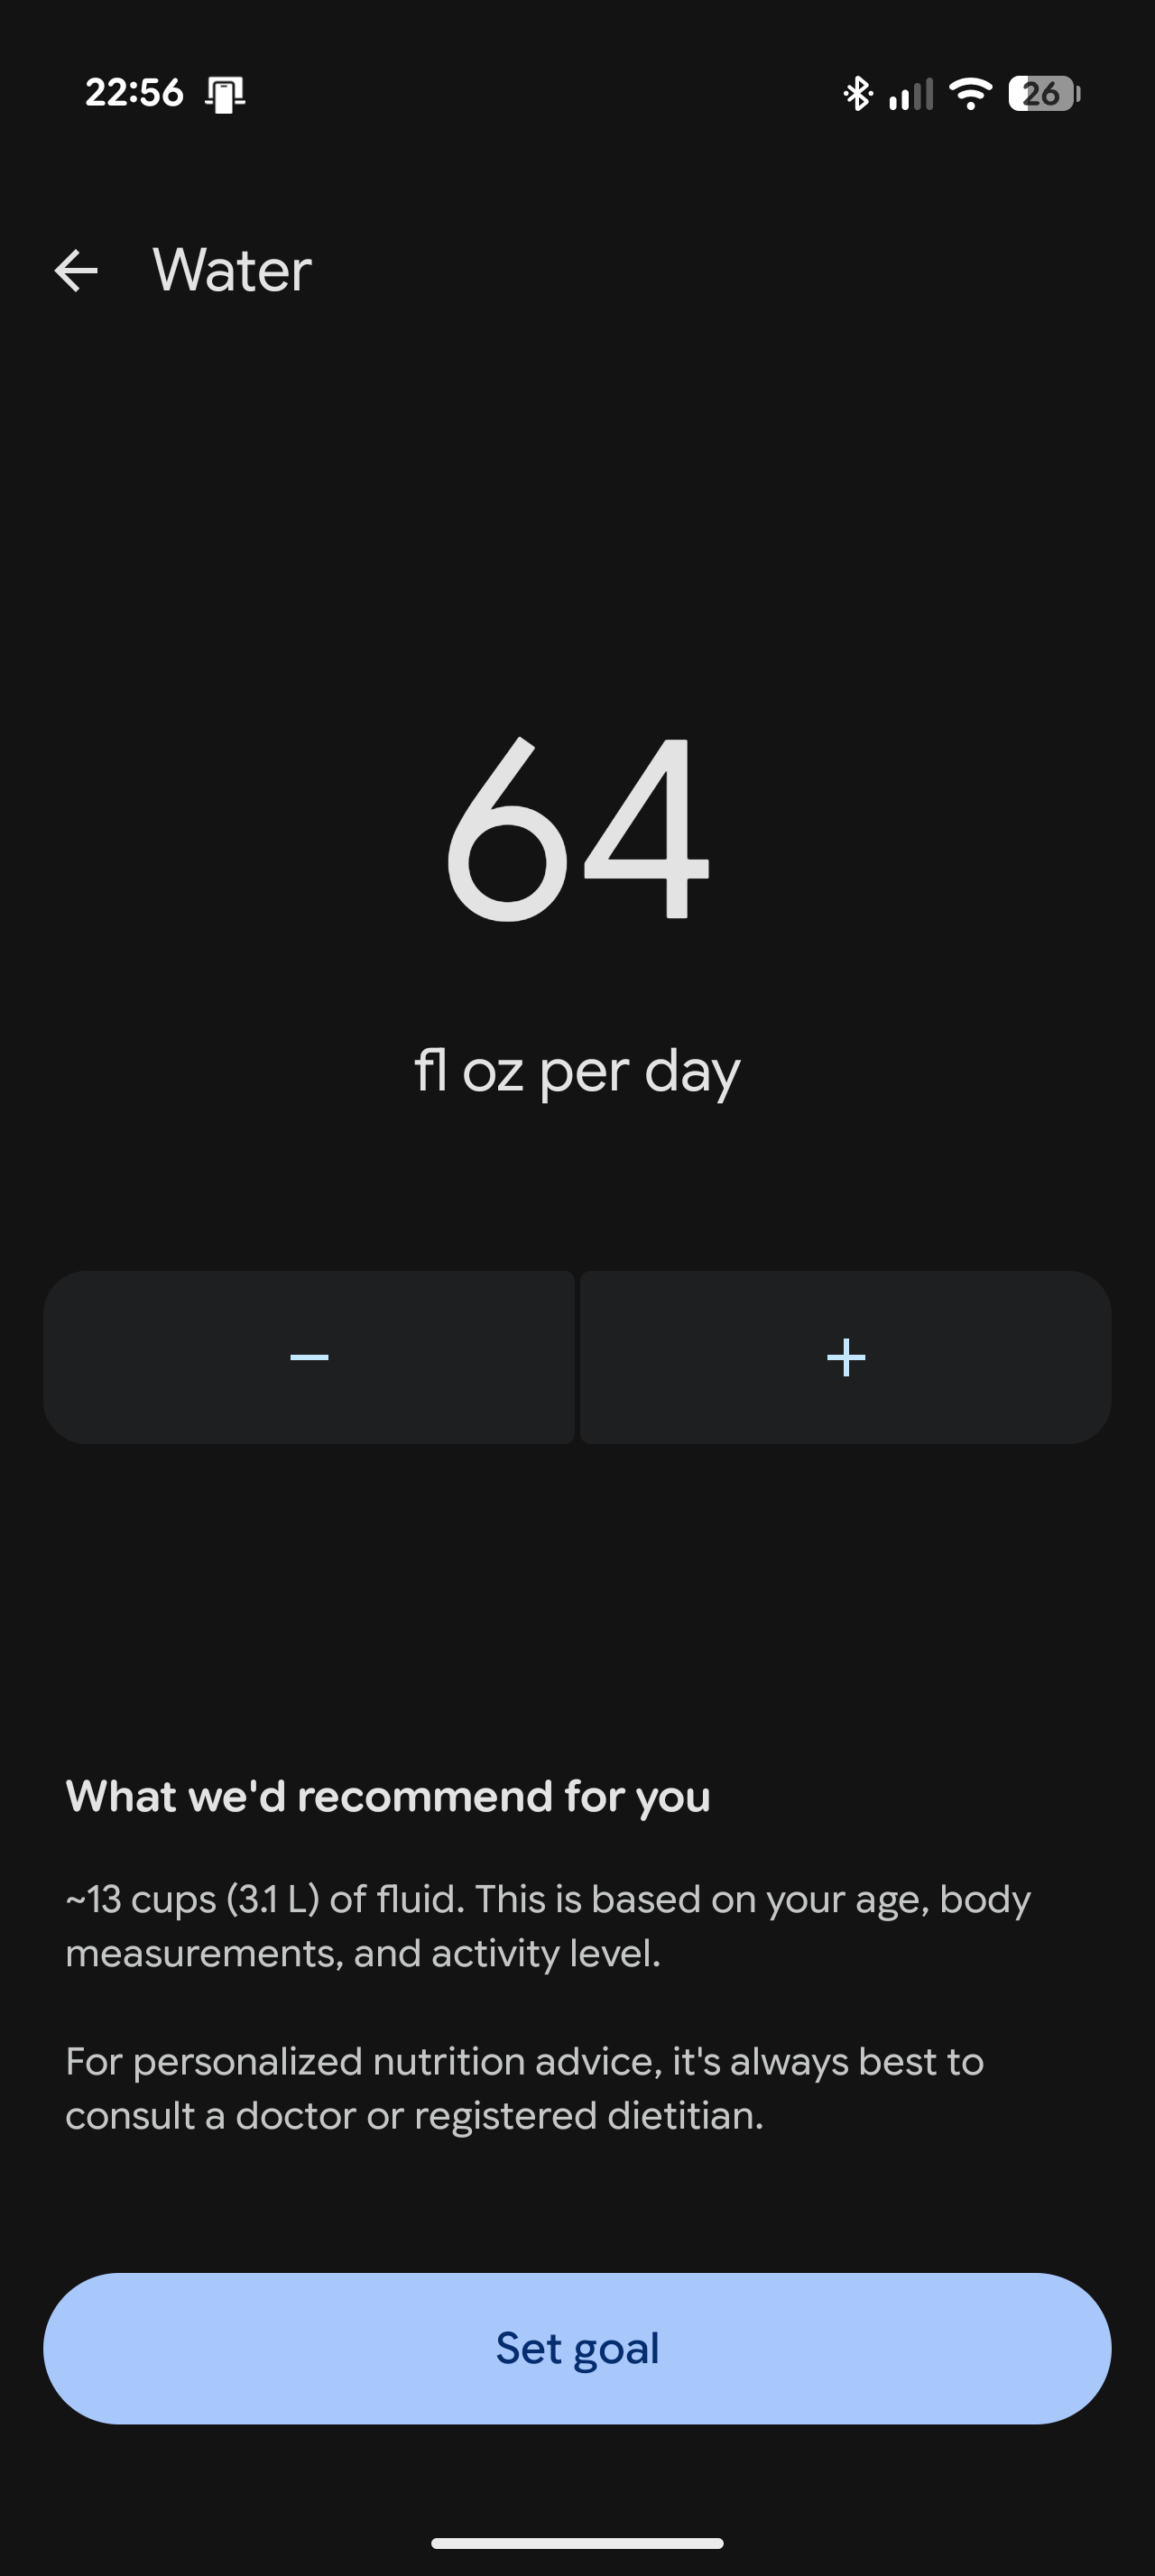 22:56
26
Water
64
fl oz per day
What we'd recommend for you
~13 cups (3.1 L) of fluid. This is based on your age, body
measurements, and activity level.
For personalized nutrition advice, it's always best to
consult a doctor or registered dietitian.
Set goal